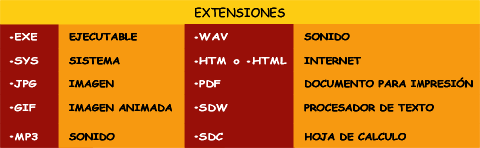 EXTENSIONES
•EXE EJECUTABLE •WAV SONIDO
•SYS SISTEMA •HTM o •HTML INTERNET
•JPG IMAGEN •PDF DOCUMENTO PARA IMPRESIÓN
•GIF IMAGEN ANIMADA •SDW PROCESADOR DE TEXTO
•MP3 SONIDO •SDC HOJA DE CALCULO